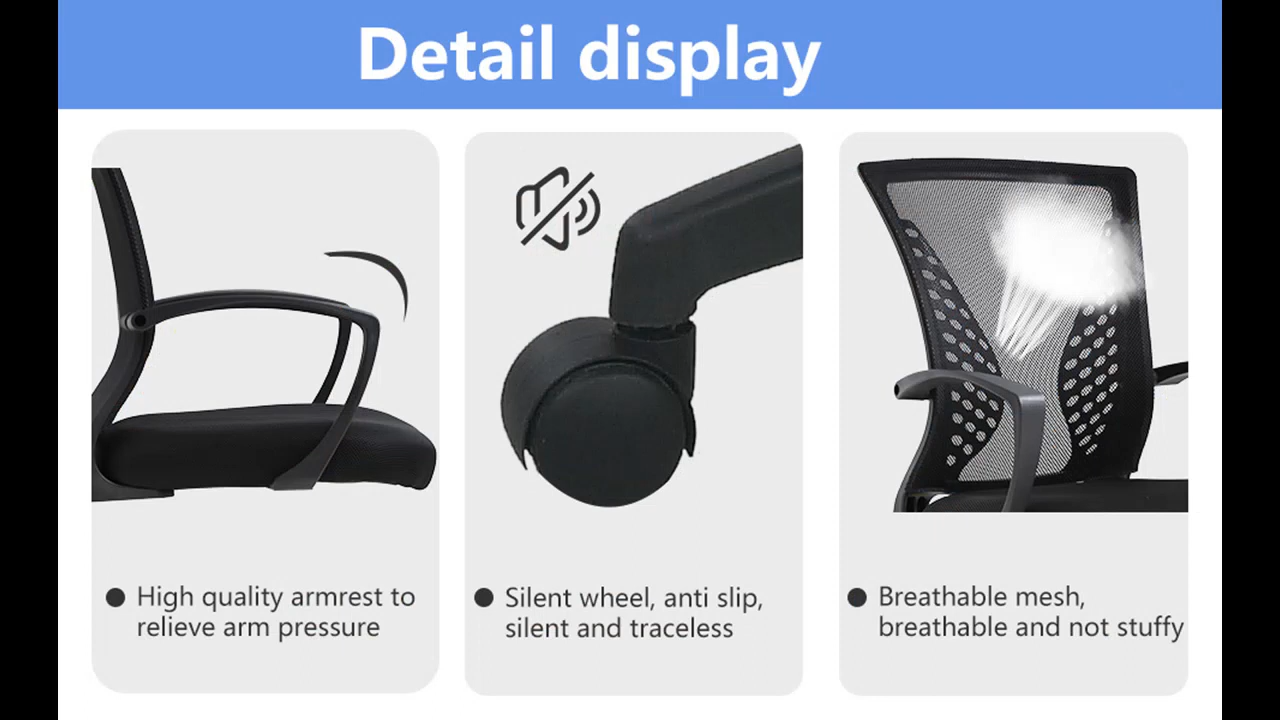 Detail display
● High quality armrest to
relieve arm pressure
● Silent wheel, anti slip,
silent and traceless
● Breathable mesh,
breathable and not stuffy